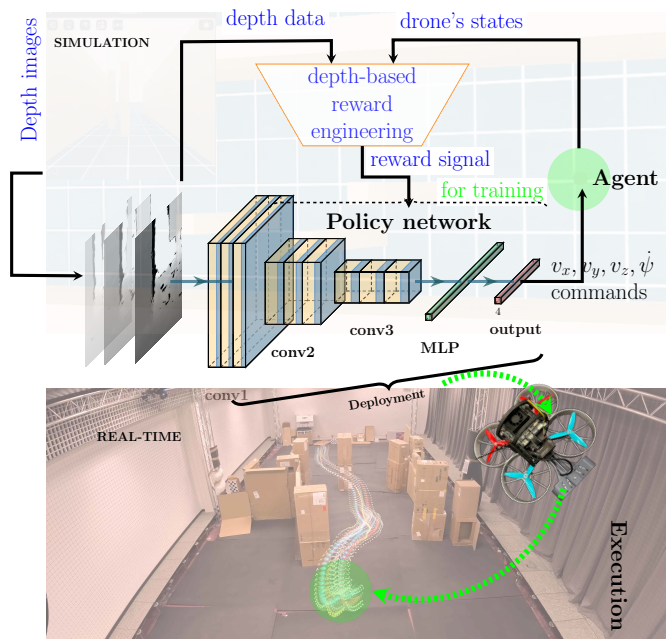 depth data
drone's states
SIMULATION
Depth images
depth-based
reward
engineering
reward signal
for training
Agent
Policy network
v_x, v_y, v_z, ψ̇
commands
4
output
conv3
conv2
MLP
conv1
Deployment
REAL-TIME
Execution